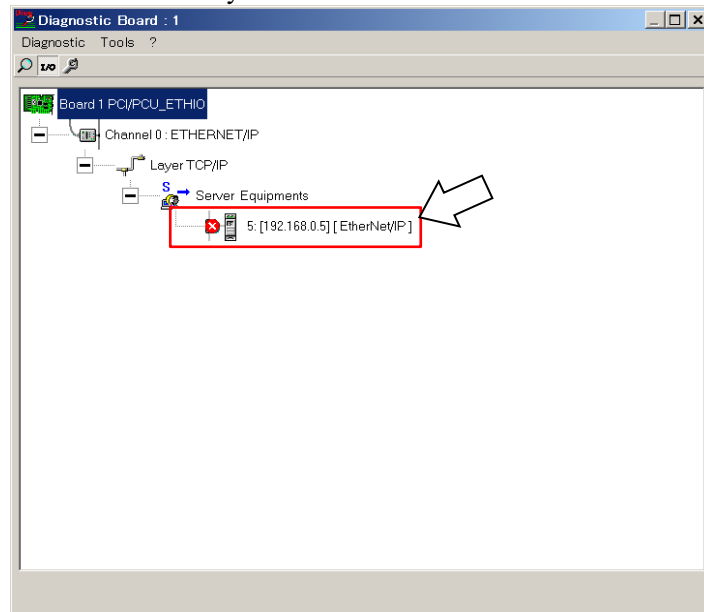 Diagnostic Board : 1
Diagnostic Tools ?
I/O
Board 1 PCI/PCU_ETHIO
Channel 0 : ETHERNET/IP
Layer TCP/IP
S
Server Equipments
5: [192.168.0.5] [ EtherNet/IP ]